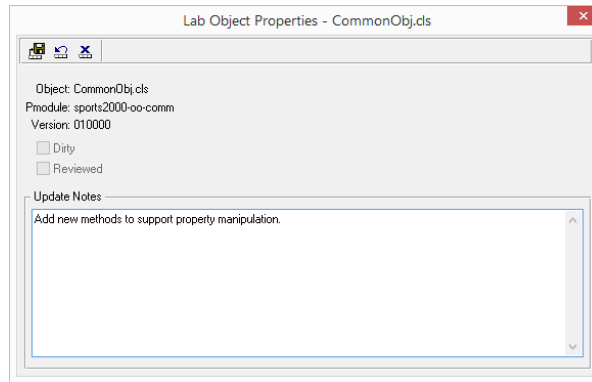 Lab Object Properties - CommonObj.cls
Object: CommonObj.cls
Pmodule: sports2000-oo-comm
Version: 010000
Dirty
Reviewed
Update Notes
Add new methods to support property manipulation.